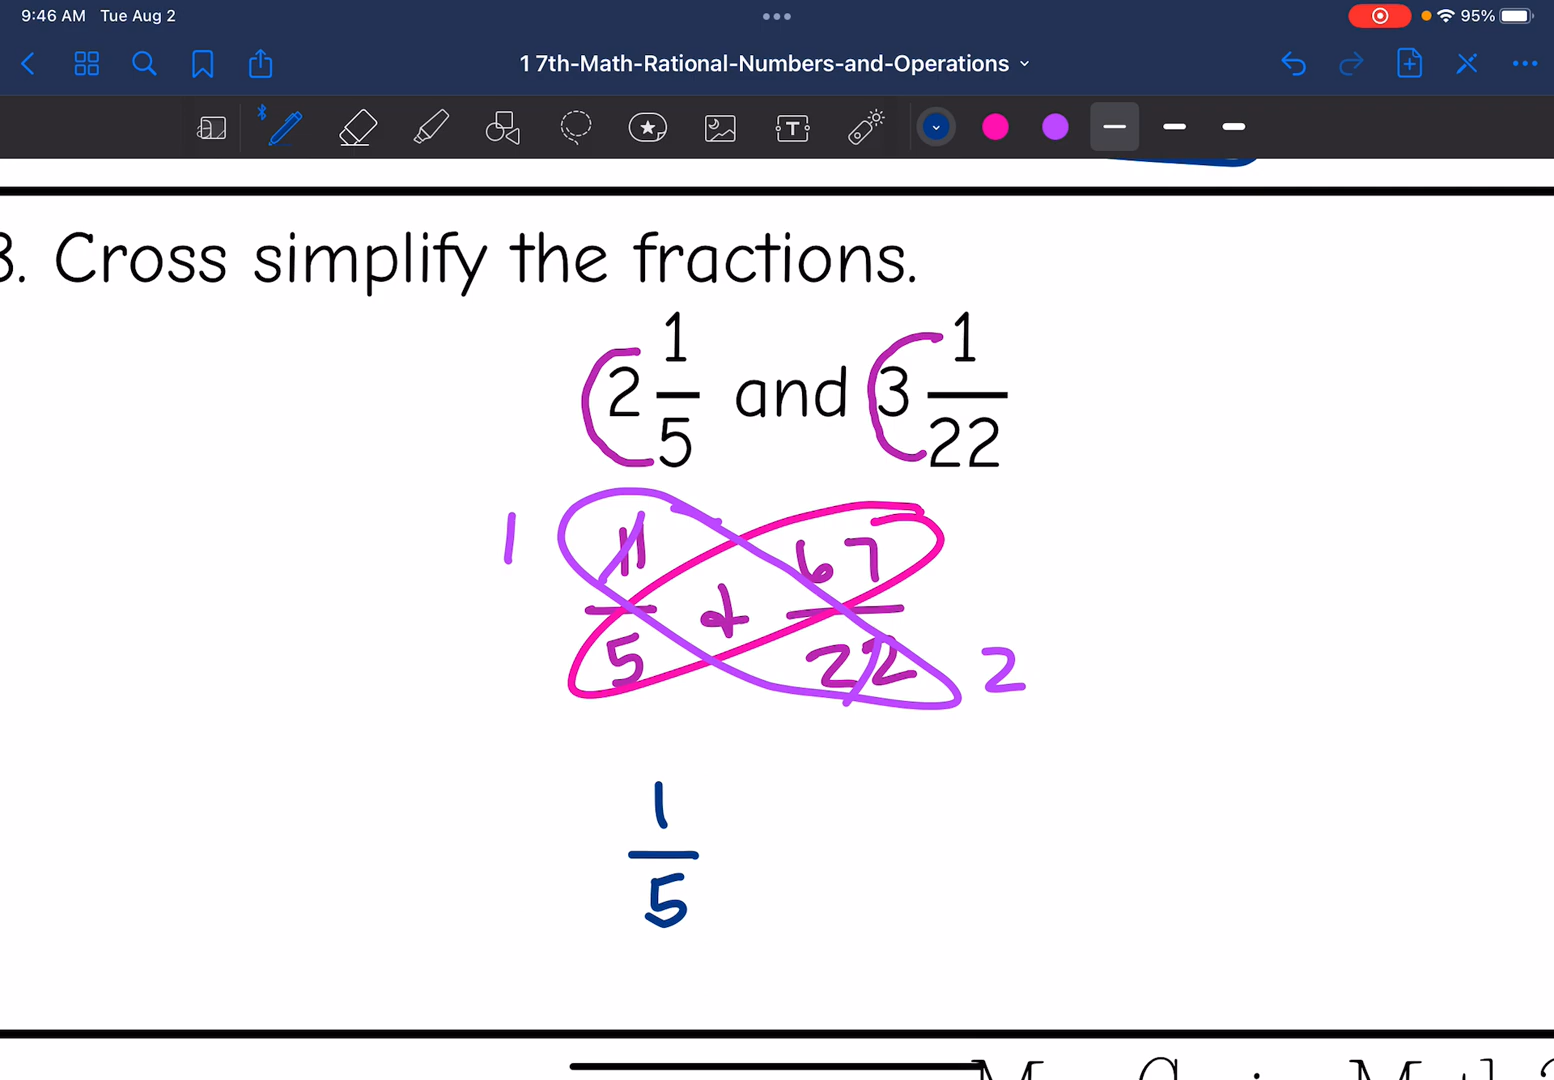 9:46 AM Tue Aug 2
95%
1 7th-Math-Rational-Numbers-and-Operations
T
3. Cross simplify the fractions.
2 1/5 and 3 1/22
1 11/5 & 67/22 2
1/5